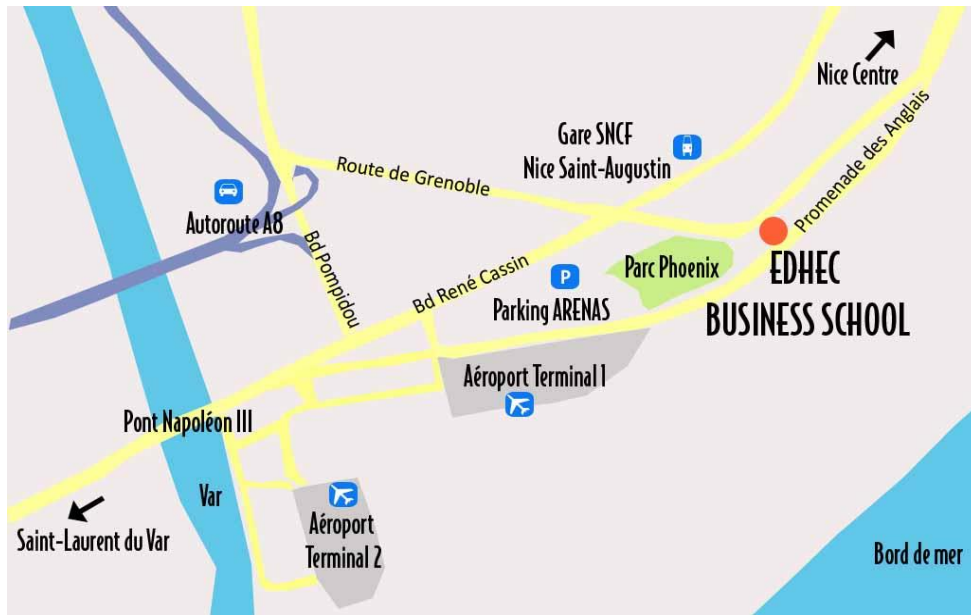 Nice Centre
Gare SNCF
Nice Saint-Augustin
Promenade des Anglais
Route de Grenoble
Autoroute A8
Bd Pompidou
Bd René Cassin
Parc Phoenix
EDHEC
BUSINESS SCHOOL
P
Parking ARENAS
Aéroport Terminal 1
Pont Napoléon III
Var
Aéroport
Terminal 2
Saint-Laurent du Var
Bord de mer